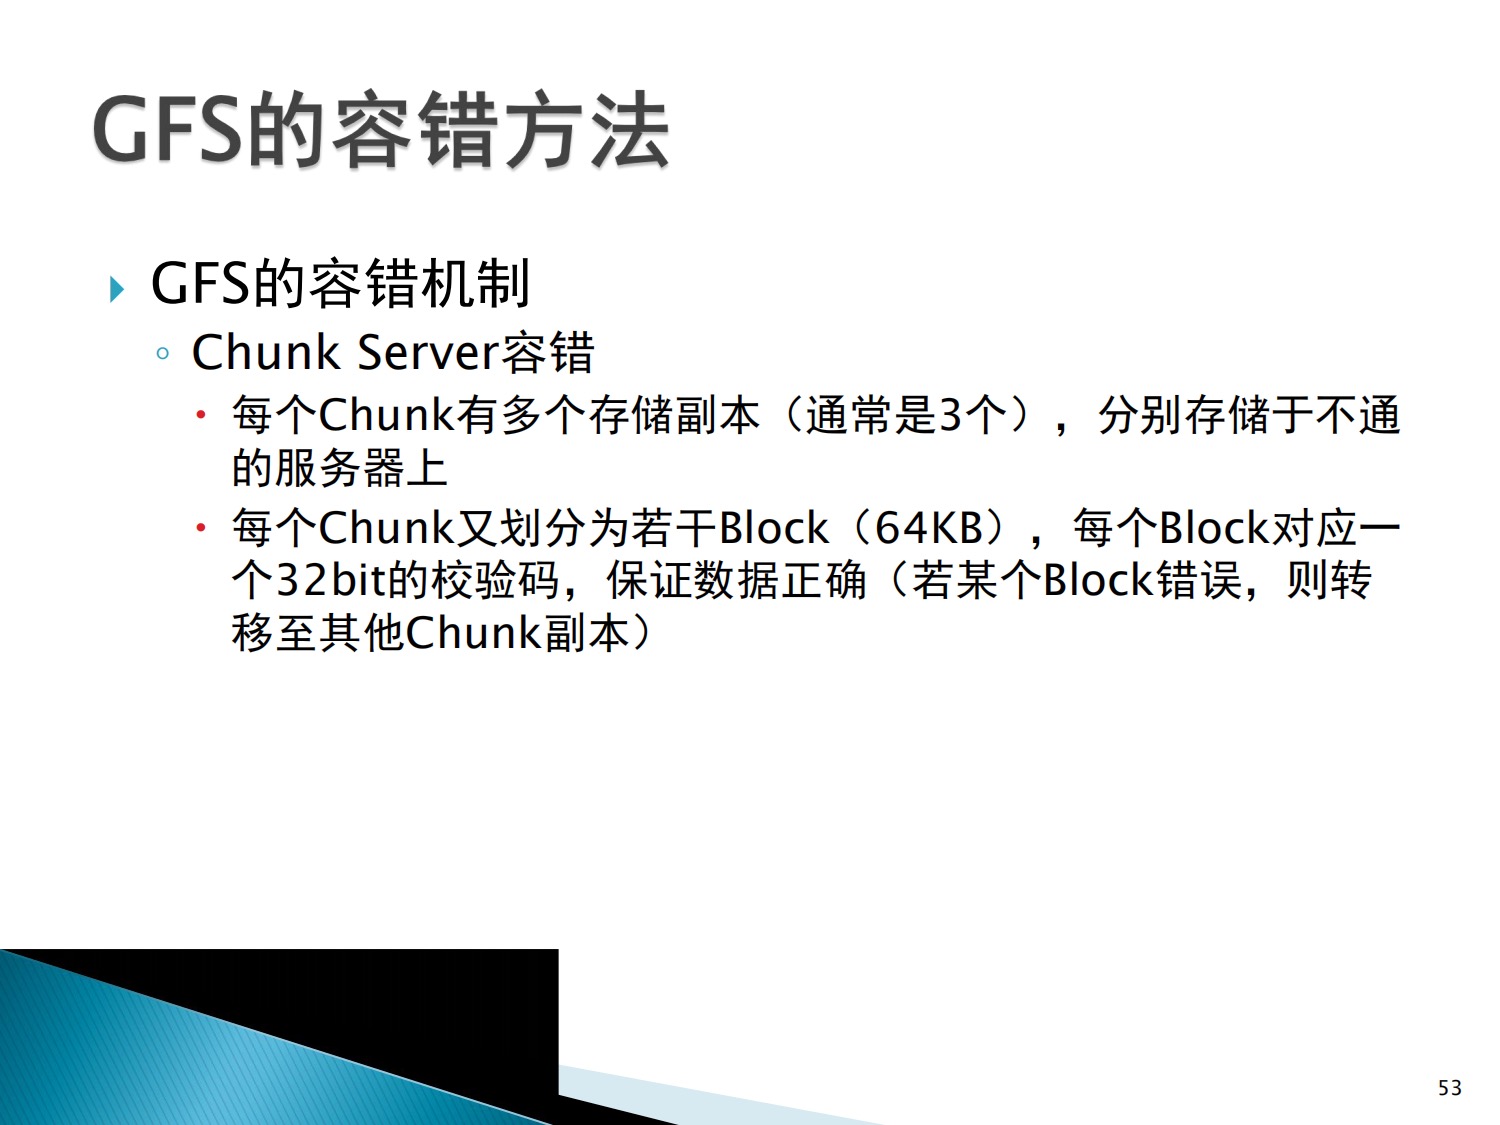 GFS的容错方法
GFS的容错机制
Chunk Server容错
每个Chunk有多个存储副本（通常是3个），分别存储于不通
的服务器上
每个Chunk又划分为若干Block（64KB），每个Block对应一
个32bit的校验码，保证数据正确（若某个Block错误，则转
移至其他Chunk副本）
53